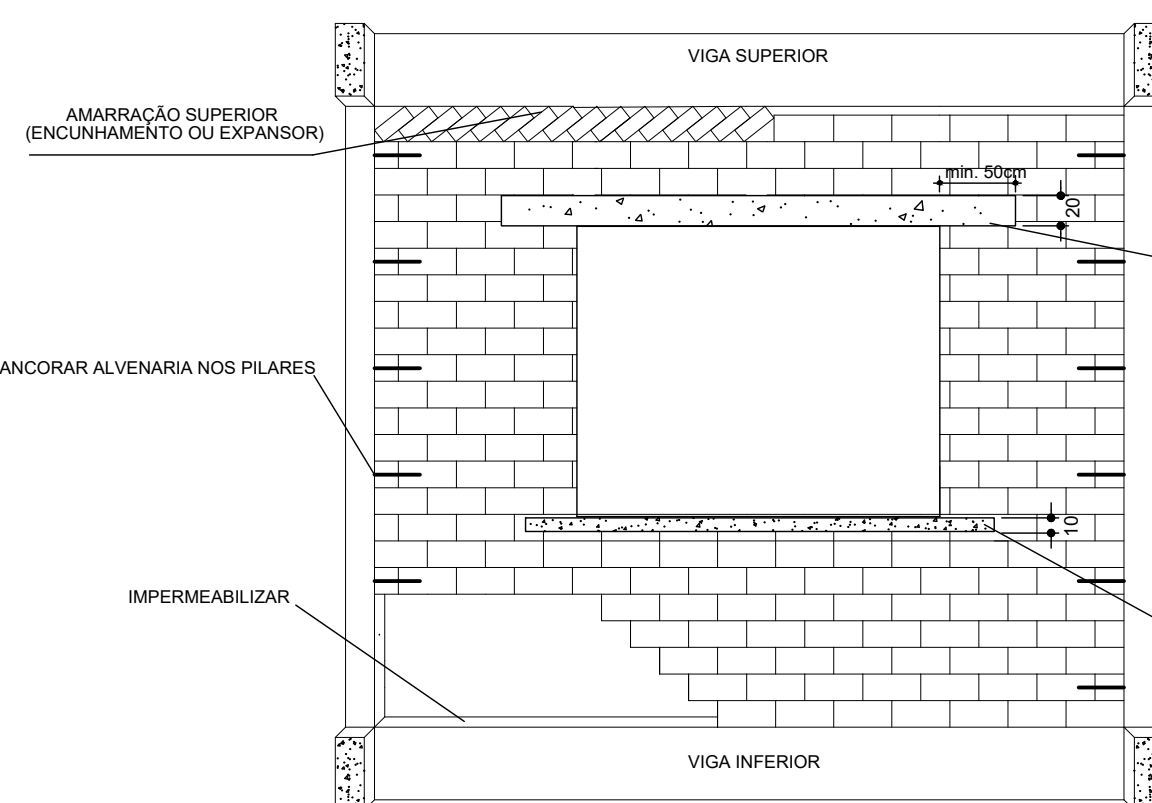 VIGA SUPERIOR
AMARRAÇÃO SUPERIOR
(ENCUNHAMENTO OU EXPANSOR)
min. 50cm
20
ANCORAR ALVENARIA NOS PILARES
10
IMPERMEABILIZAR
VIGA INFERIOR